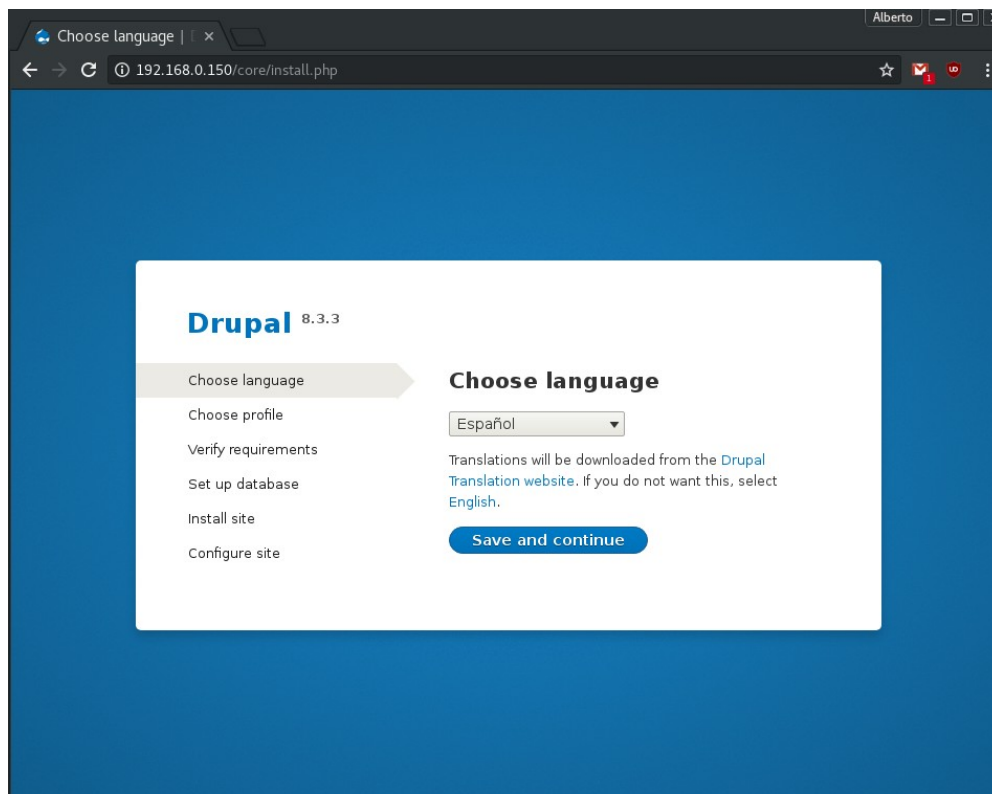 Alberto
Choose language |
192.168.0.150/core/install.php
1
Drupal 8.3.3
Choose language
Choose profile
Verify requirements
Set up database
Install site
Configure site
Choose language
Español
Translations will be downloaded from the Drupal
Translation website. If you do not want this, select
English.
Save and continue